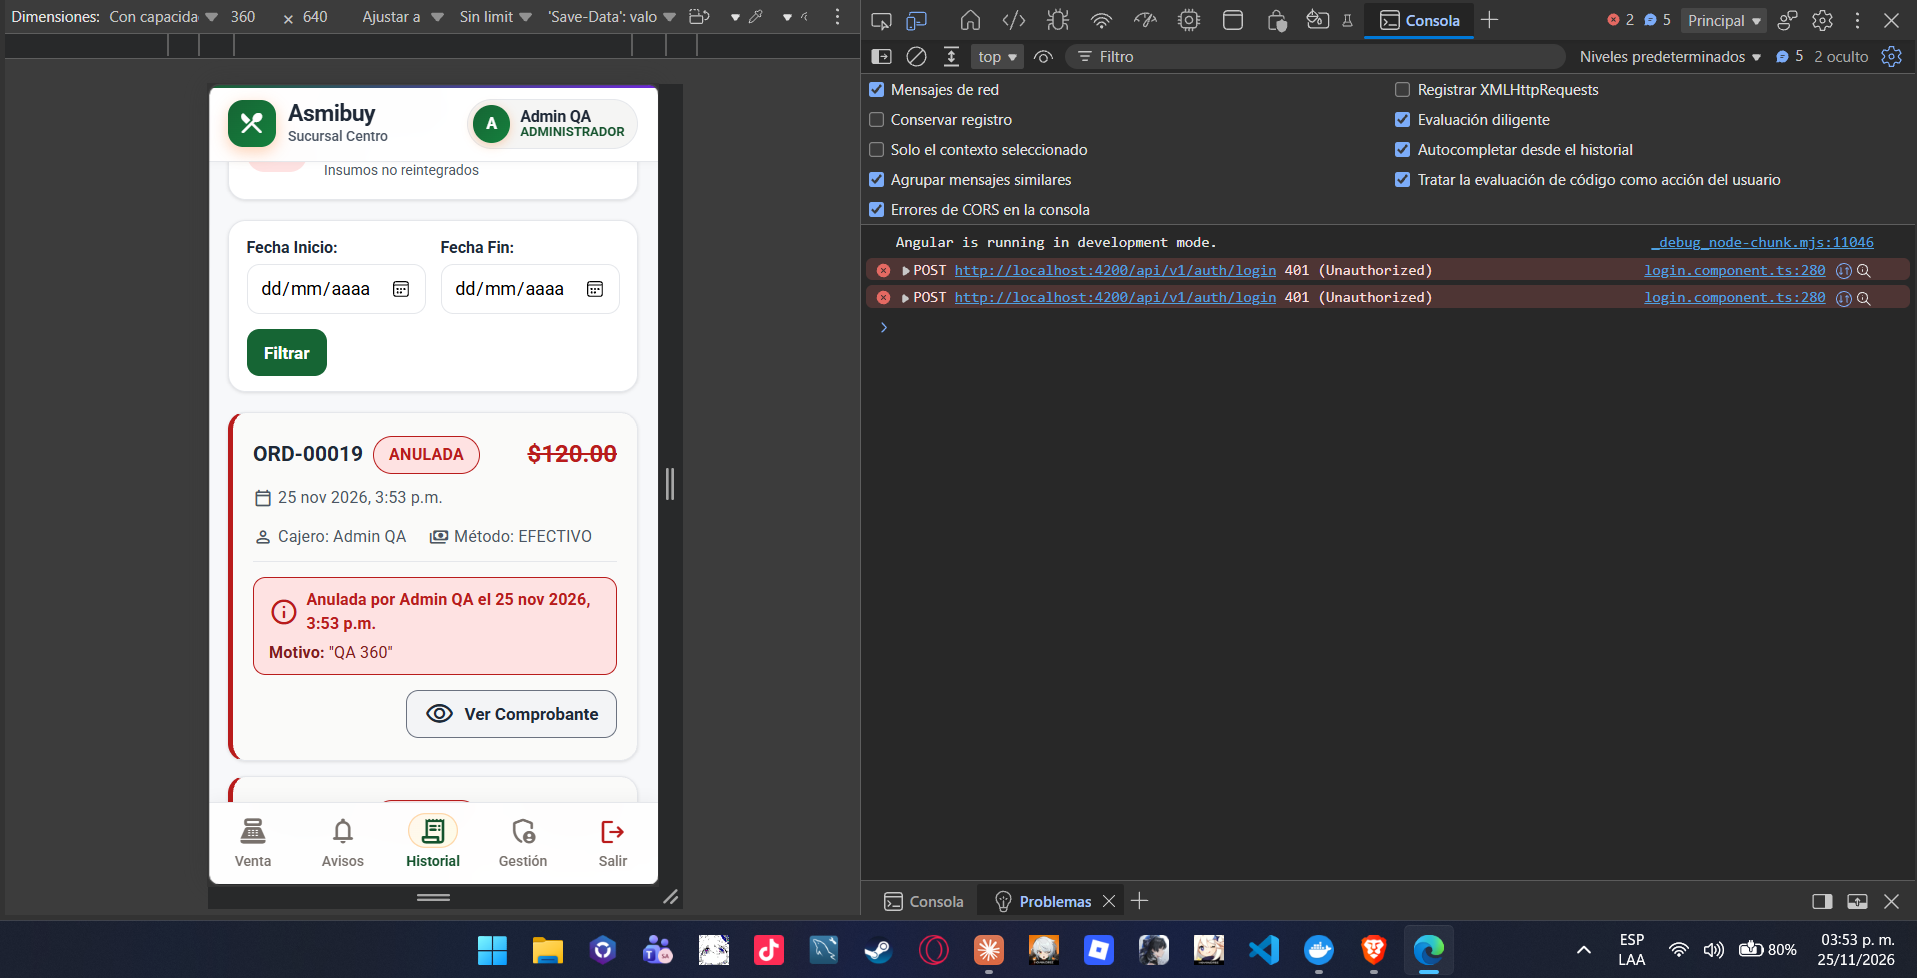 Dimensiones: Con capacida 360 × 640 Ajustar a Sin limit 'Save-Data': valo
Asmibuy
Sucursal Centro
A
Admin QA
ADMINISTRADOR
Insumos no reintegrados
Fecha Inicio:
Fecha Fin:
dd/mm/aaaa
dd/mm/aaaa
Filtrar
ORD-00019 ANULADA $120.00
25 nov 2026, 3:53 p.m.
Cajero: Admin QA Método: EFECTIVO
Anulada por Admin QA el 25 nov 2026,
3:53 p.m.
Motivo: "QA 360"
Ver Comprobante
Venta
Avisos
Historial
Gestión
Salir
Consola
2 5 Principal
top Filtro Niveles predeterminados 5 2 oculto
Mensajes de red
Registrar XMLHttpRequests
Conservar registro
Evaluación diligente
Solo el contexto seleccionado
Autocompletar desde el historial
Agrupar mensajes similares
Tratar la evaluación de código como acción del usuario
Errores de CORS en la consola
Angular is running in development mode. _debug_node-chunk.mjs:11046
POST http://localhost:4200/api/v1/auth/login 401 (Unauthorized) login.component.ts:280
POST http://localhost:4200/api/v1/auth/login 401 (Unauthorized) login.component.ts:280
Consola
Problemas
ESP
LAA
80%
03:53 p. m.
25/11/2026